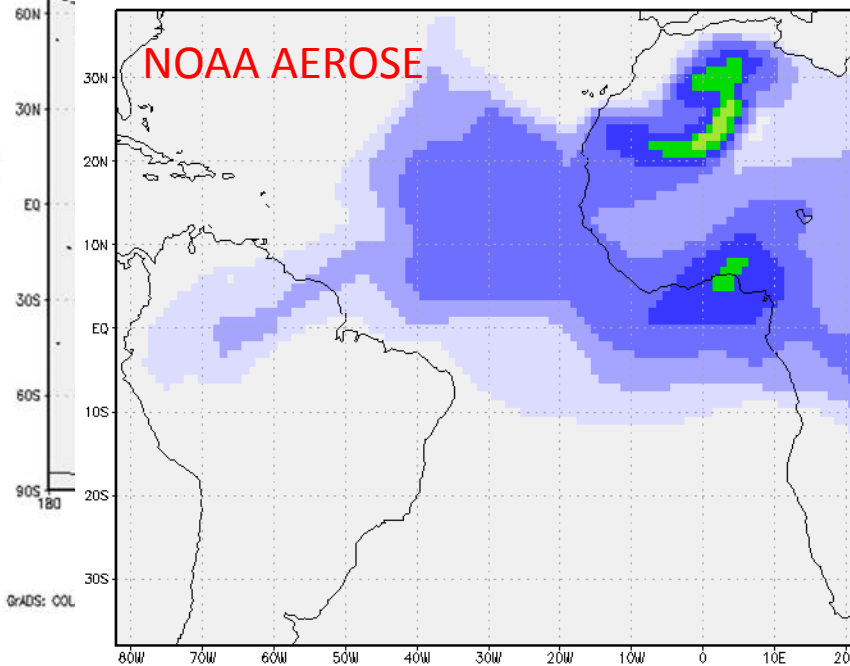 60N
30N
EQ
30S
60S
90S
180
GrADS: COL
NOAA AEROSE
30N
20N
10N
EQ
10S
20S
30S
80W 70W 60W 50W 40W 30W 20W 10W 0 10E 20